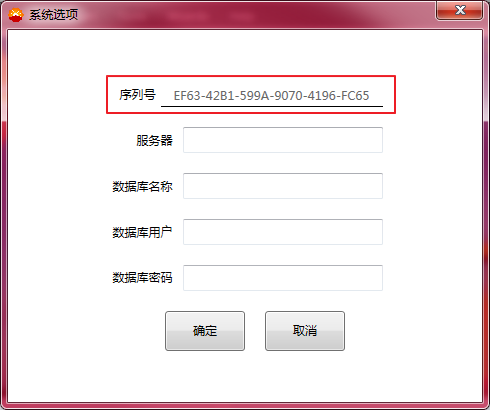 系统选项
序列号 EF63-42B1-599A-9070-4196-FC65
服务器
数据库名称
数据库用户
数据库密码
确定 取消